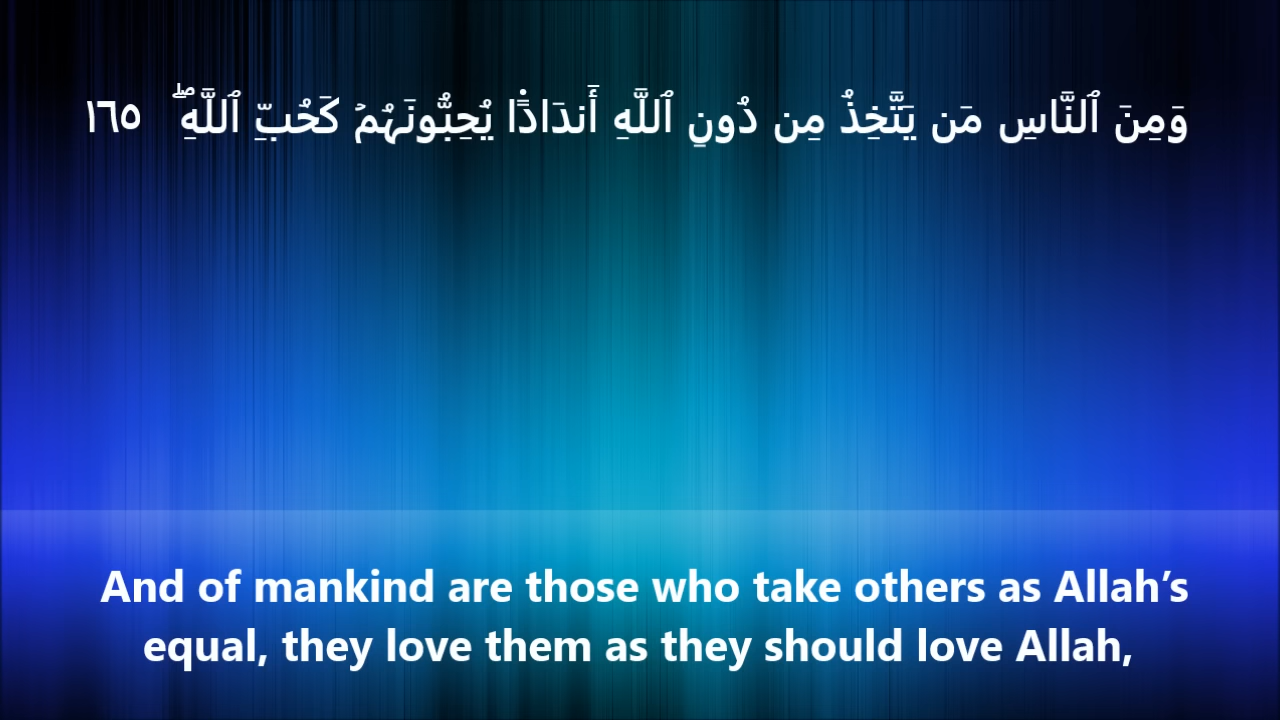 وَمِنَ ٱلنَّاسِ مَن يَتَّخِذُ مِن دُونِ ٱللَّهِ أَندَادًۭا يُحِبُّونَهُمْ كَحُبِّ ٱللَّهِ ۖ ١٦٥
And of mankind are those who take others as Allah’s
equal, they love them as they should love Allah,